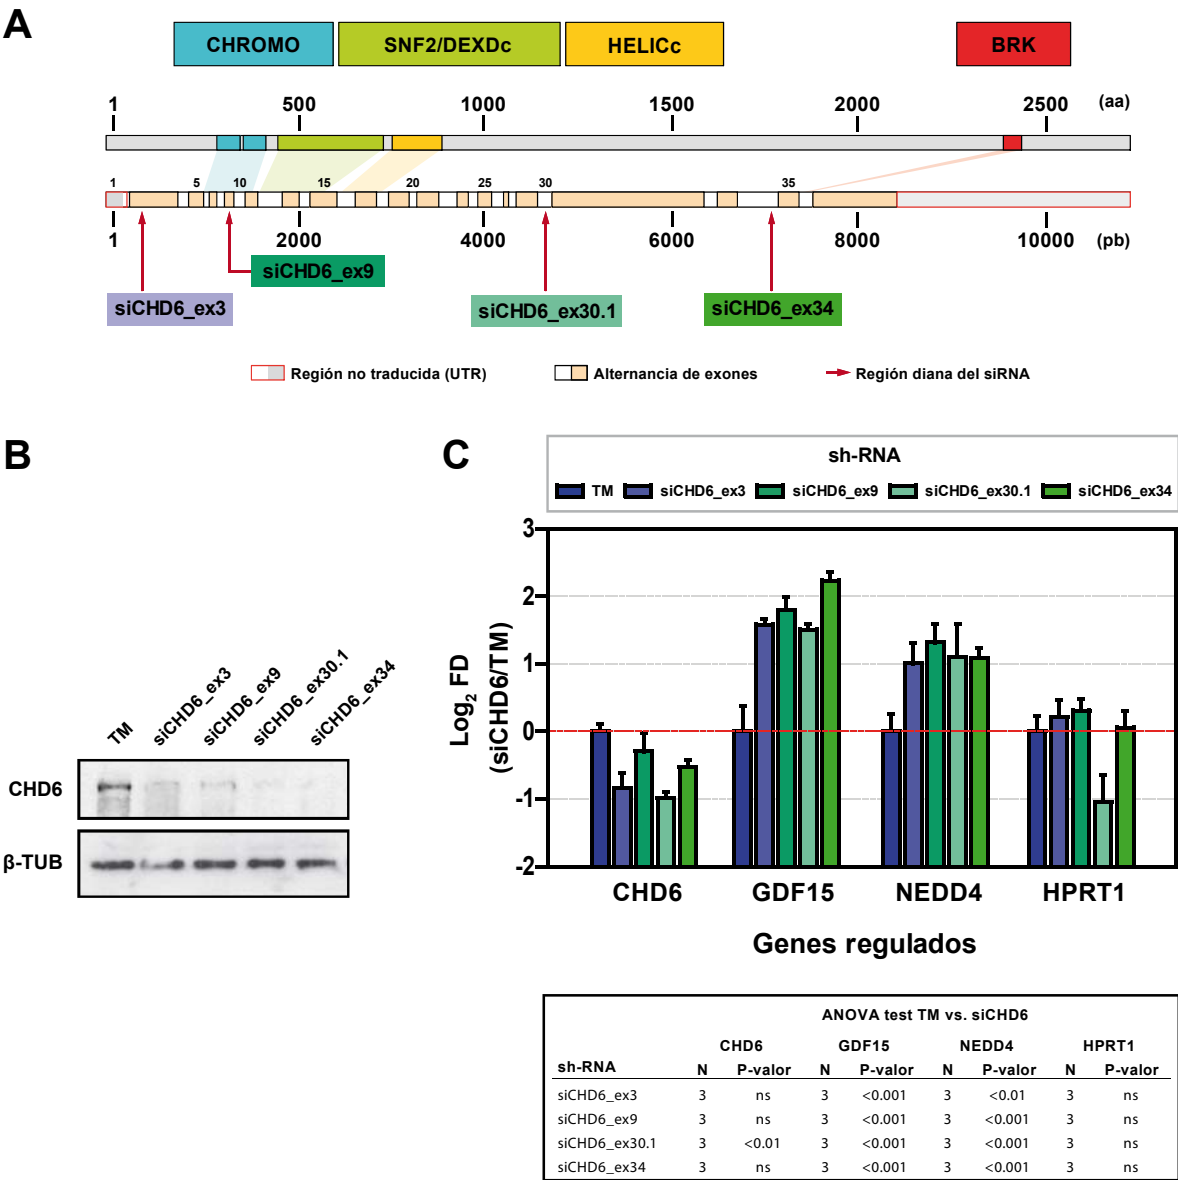 A
CHROMO SNF2/DEXDc HELICc BRK
1 500 1000 1500 2000 2500 (aa)
1 5 10 15 20 25 30 35
1 2000 4000 6000 8000 10000 (pb)
siCHD6_ex9
siCHD6_ex3 siCHD6_ex30.1 siCHD6_ex34
Región no traducida (UTR) Alternancia de exones Región diana del siRNA
B
TM siCHD6_ex3 siCHD6_ex9 siCHD6_ex30.1 siCHD6_ex34
CHD6
β-TUB
C
sh-RNA
TM siCHD6_ex3 siCHD6_ex9 siCHD6_ex30.1 siCHD6_ex34
Log2 FD
(siCHD6/TM)
3
2
1
0
-1
-2
CHD6 GDF15 NEDD4 HPRT1
Genes regulados
ANOVA test TM vs. siCHD6
CHD6 GDF15 NEDD4 HPRT1
sh-RNA N P-valor N P-valor N P-valor N P-valor
siCHD6_ex3 3 ns 3 <0.001 3 <0.01 3 ns
siCHD6_ex9 3 ns 3 <0.001 3 <0.001 3 ns
siCHD6_ex30.1 3 <0.01 3 <0.001 3 <0.001 3 ns
siCHD6_ex34 3 ns 3 <0.001 3 <0.001 3 ns